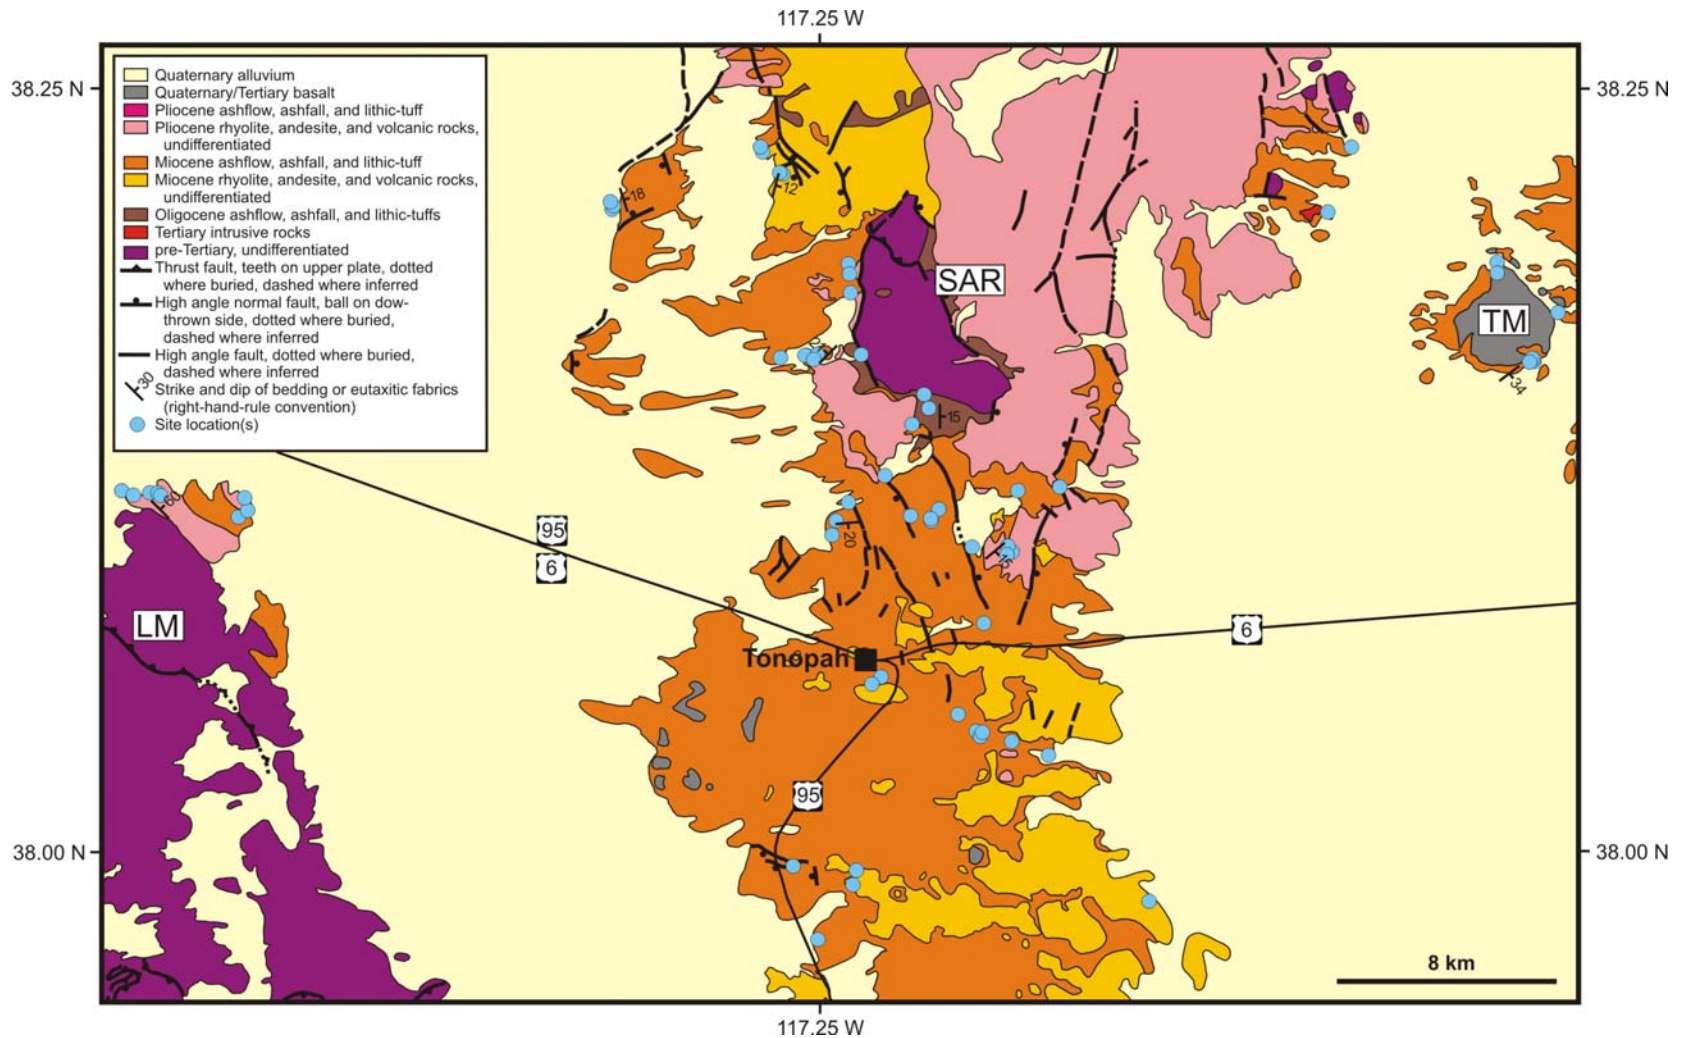 117.25 W
38.25 N
38.25 N
Quaternary alluvium
Quaternary/Tertiary basalt
Pliocene ashflow, ashfall, and lithic-tuff
Pliocene rhyolite, andesite, and volcanic rocks,
undifferentiated
Miocene ashflow, ashfall, and lithic-tuff
Miocene rhyolite, andesite, and volcanic rocks,
undifferentiated
Oligocene ashflow, ashfall, and lithic-tuffs
Tertiary intrusive rocks
pre-Tertiary, undifferentiated
Thrust fault, teeth on upper plate, dotted
where buried, dashed where inferred
High angle normal fault, ball on dow-
thrown side, dotted where buried,
dashed where inferred
High angle fault, dotted where buried,
dashed where inferred
30
Strike and dip of bedding or eutaxitic fabrics
(right-hand-rule convention)
Site location(s)
12
18
SAR
TM
34
15
60
20
95
6
LM
6
Tonopah
95
38.00 N
38.00 N
8 km
117.25 W